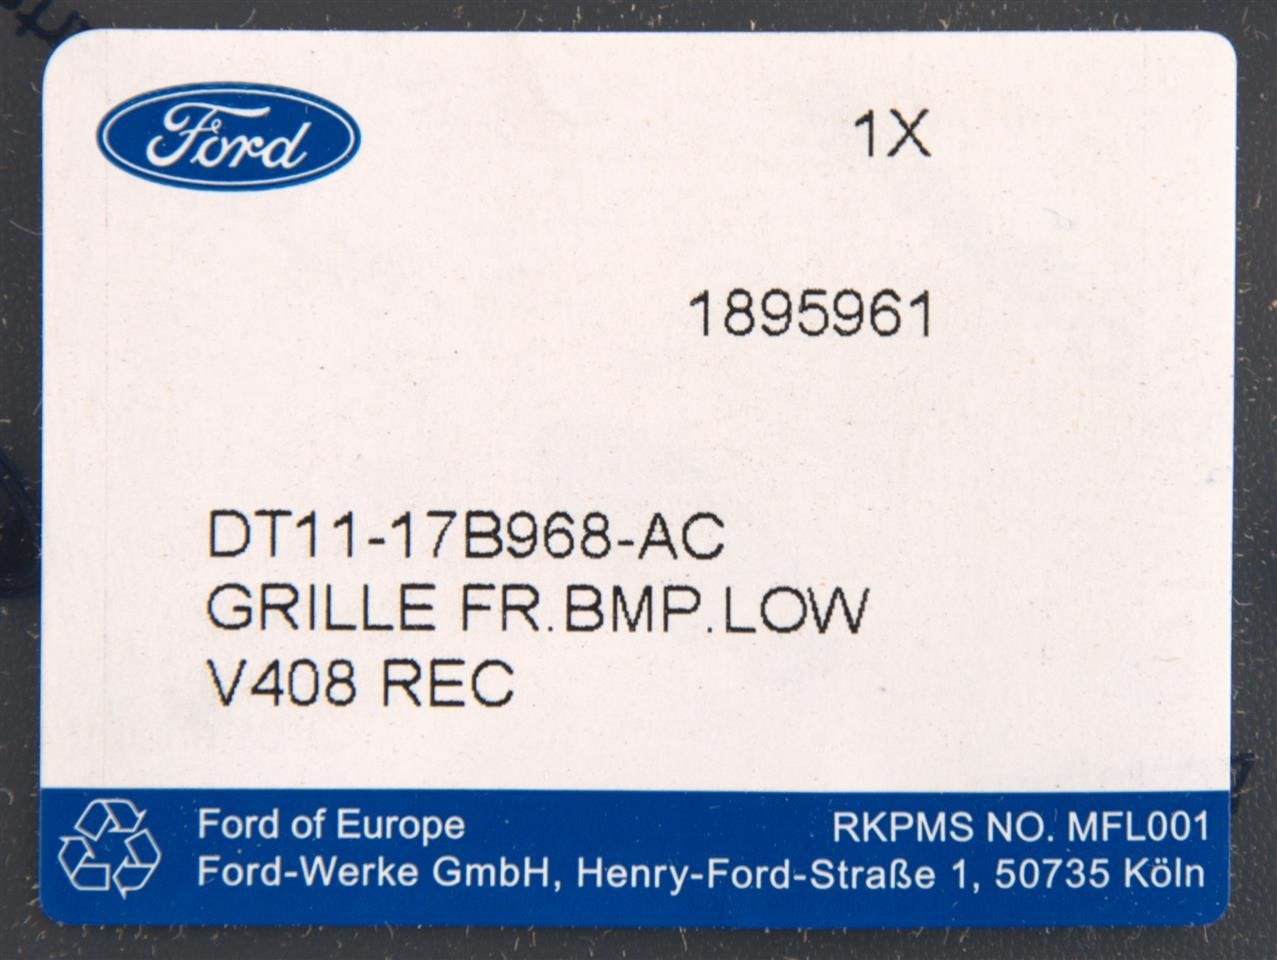 Ford
1X
1895961
DT11-17B968-AC
GRILLE FR.BMP.LOW
V408 REC
Ford of Europe
RKPMS NO. MFL001
Ford-Werke GmbH, Henry-Ford-Straße 1, 50735 Köln